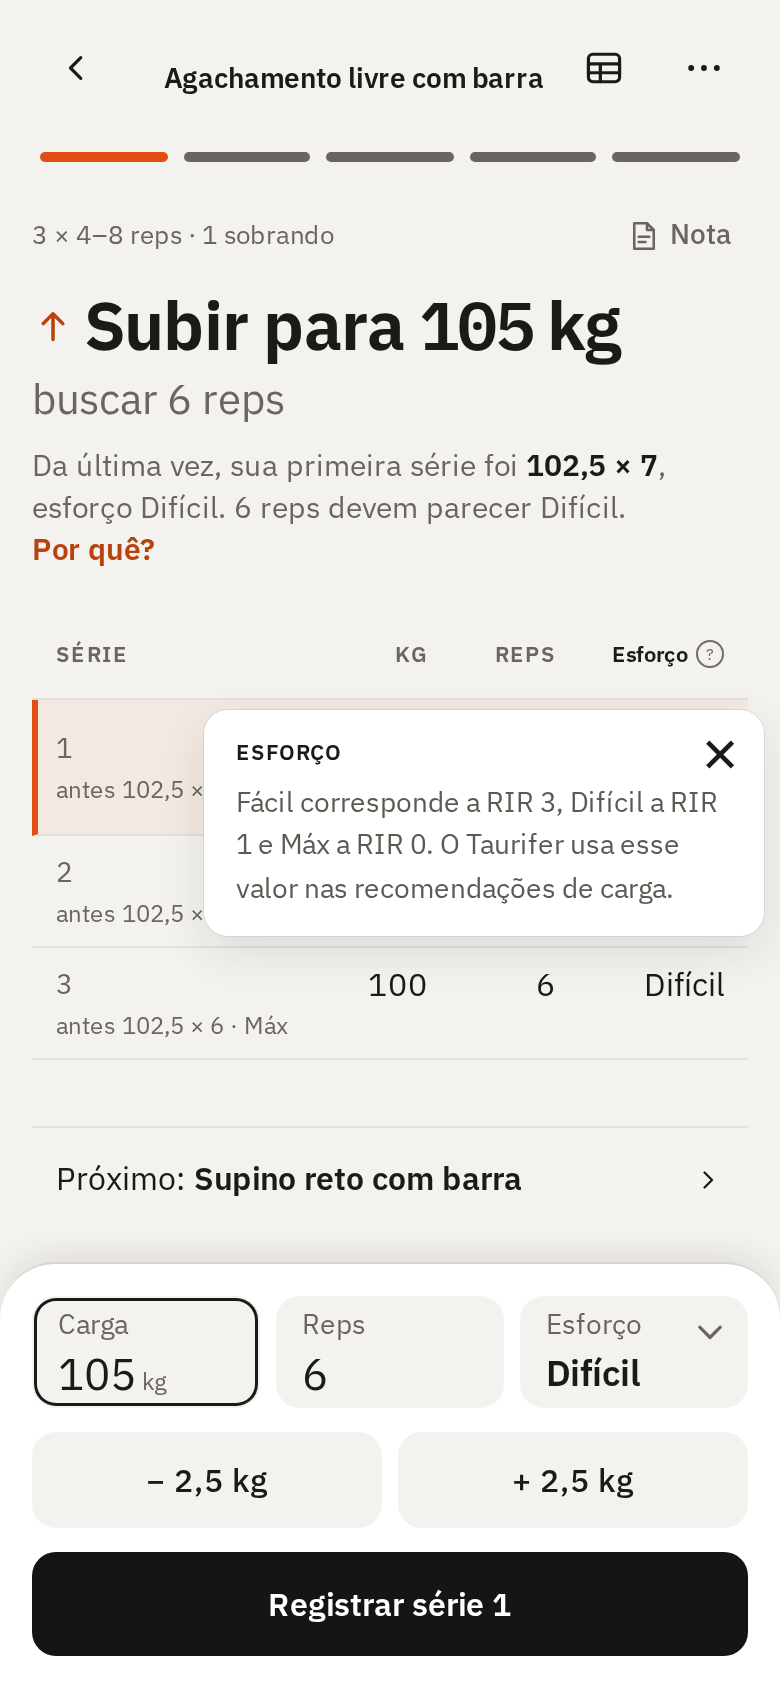 Agachamento livre com barra
3 × 4–8 reps · 1 sobrando
Nota
↑ Subir para 105 kg
buscar 6 reps
Da última vez, sua primeira série foi 102,5 × 7,
esforço Difícil. 6 reps devem parecer Difícil.
Por quê?
SÉRIE KG REPS Esforço ?
1
antes 102,5 ×
ESFORÇO
Fácil corresponde a RIR 3, Difícil a RIR
1 e Máx a RIR 0. O Taurifer usa esse
valor nas recomendações de carga.
2
antes 102,5 ×
3 100 6 Difícil
antes 102,5 × 6 · Máx
Próximo: Supino reto com barra
Carga Reps Esforço
105 kg 6 Difícil
– 2,5 kg + 2,5 kg
Registrar série 1